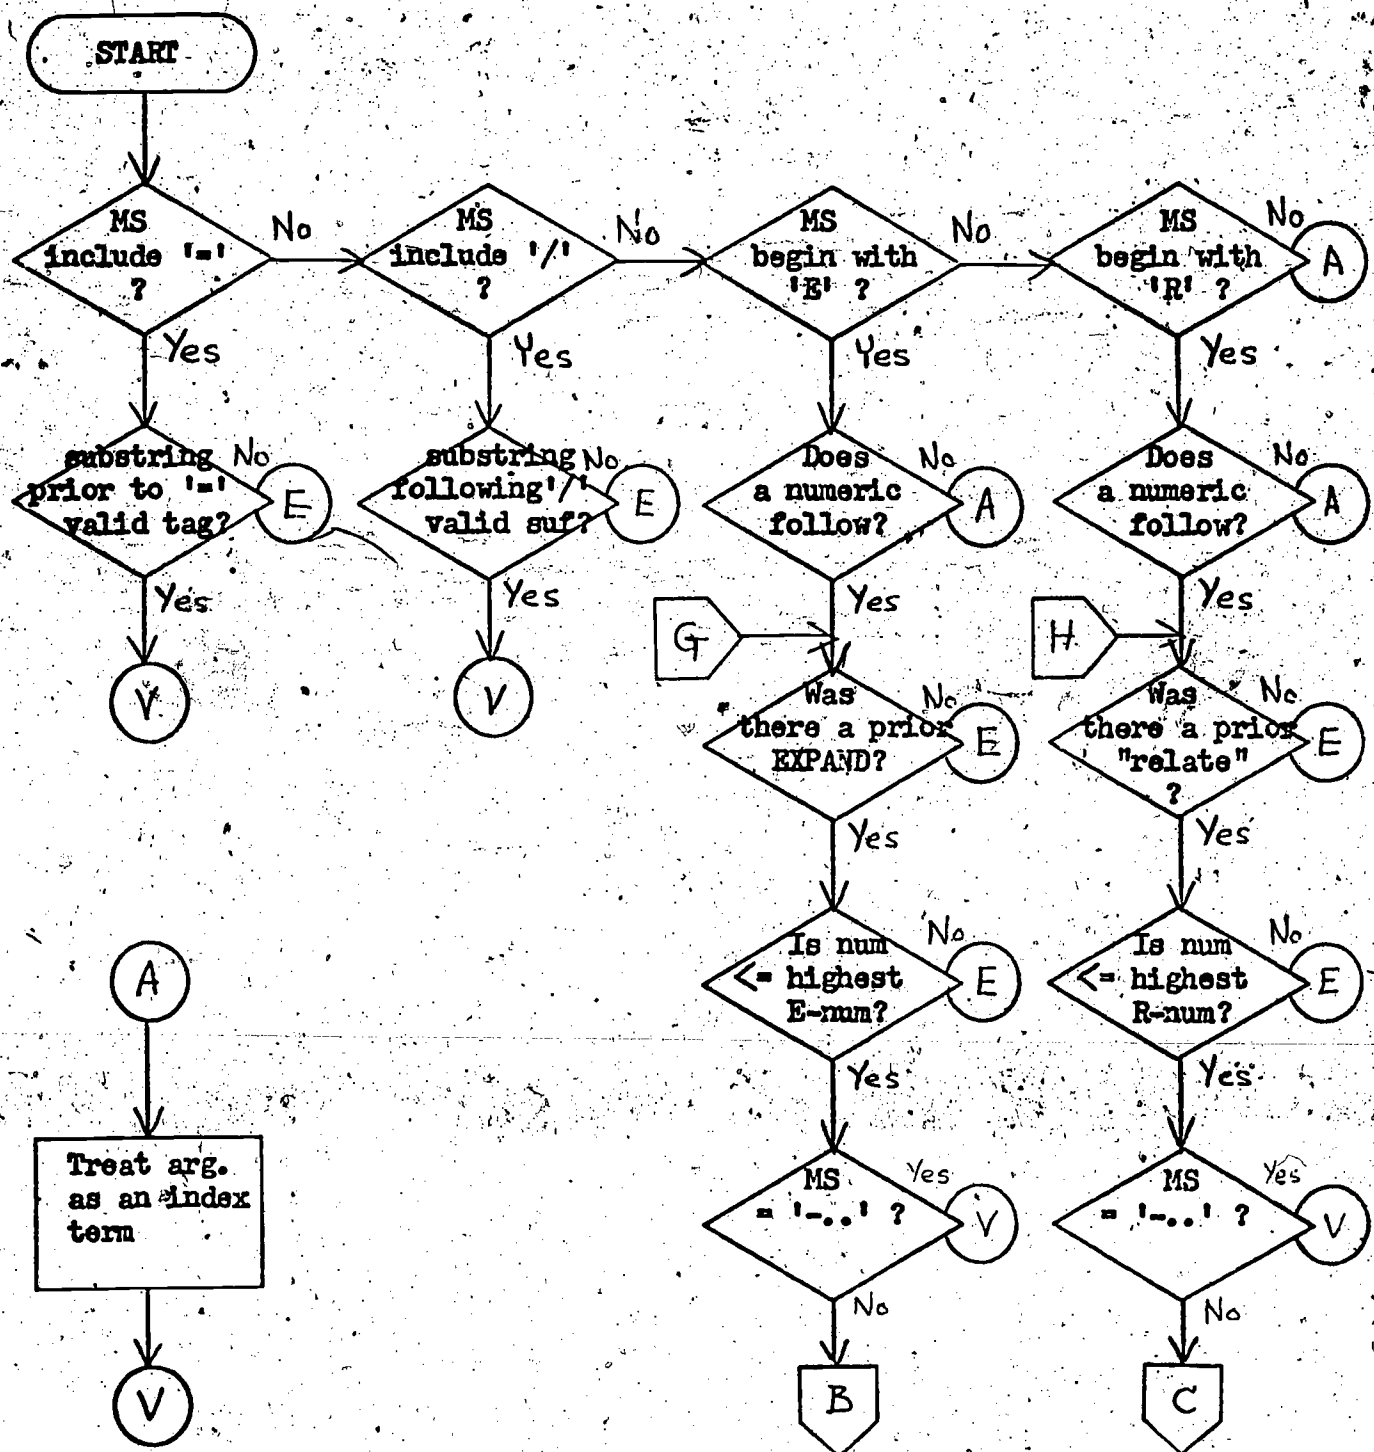 START
MS
include '='
?
No
Yes
MS
include '/'
?
No
Yes
MS
begin with
'E' ?
No
Yes
MS
begin with
'R' ?
No
A
Yes
substring
prior to '='
valid tag?
No
E
Yes
V
substring
following'/'
valid suf?
No
E
Yes
V
Does
a numeric
follow?
No
A
Yes
Does
a numeric
follow?
No
A
Yes
G
Was
there a prior
EXPAND?
No
E
Yes
H
Was
there a prior
"relate"
?
No
E
Yes
Is num
<= highest
E-num?
No
E
Yes
Is num
<= highest
R-num?
No
E
Yes
MS
= '-..' ?
Yes
V
No
B
MS
= '-..' ?
Yes
V
No
C
A
Treat arg.
as an index
term
V